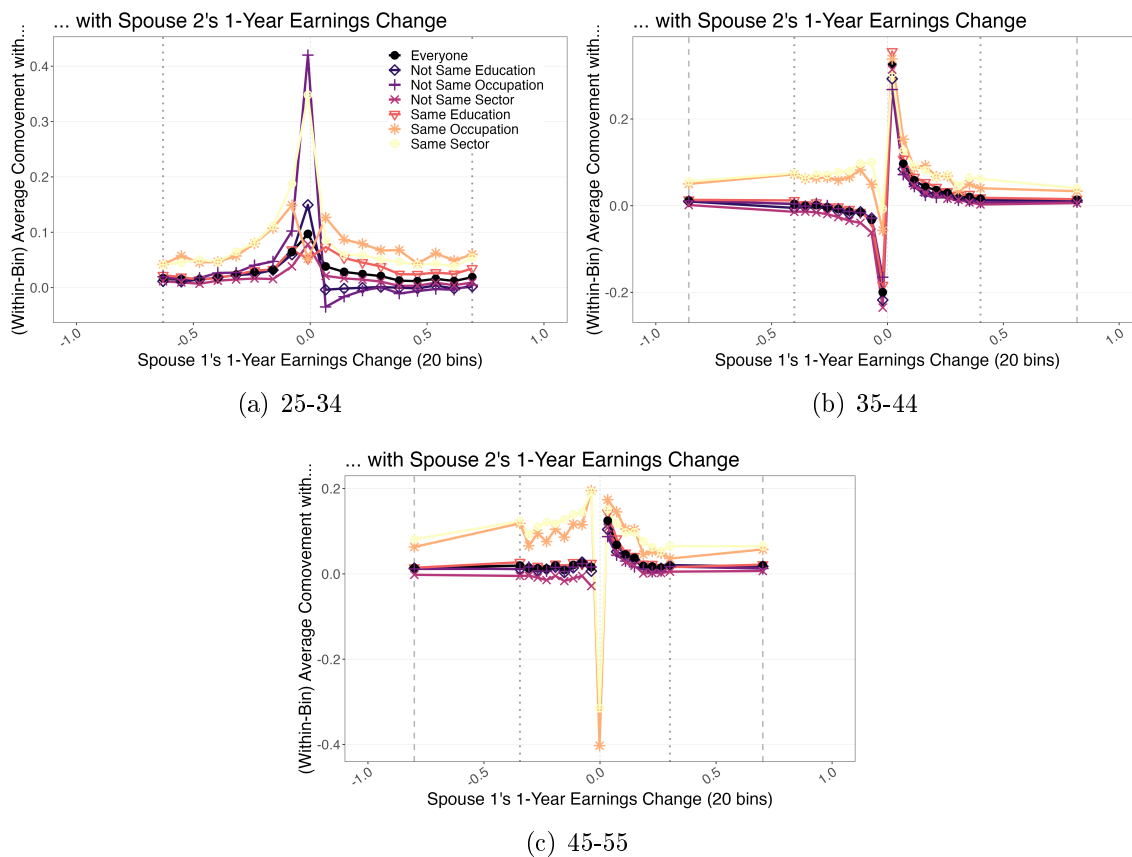 ... with Spouse 2's 1-Year Earnings Change
(Within-Bin) Average Comovement with...
0.4
0.3
0.2
0.1
0.0
Everyone
Not Same Education
Not Same Occupation
Not Same Sector
Same Education
Same Occupation
Same Sector
-1.0
-0.5
0.0
0.5
1.0
Spouse 1's 1-Year Earnings Change (20 bins)
(a) 25-34
... with Spouse 2's 1-Year Earnings Change
(Within-Bin) Average Comovement with...
0.2
0.0
-0.2
-1.0
-0.5
0.0
0.5
1.0
Spouse 1's 1-Year Earnings Change (20 bins)
(b) 35-44
... with Spouse 2's 1-Year Earnings Change
(Within-Bin) Average Comovement with...
0.2
0.0
-0.2
-0.4
-1.0
-0.5
0.0
0.5
1.0
Spouse 1's 1-Year Earnings Change (20 bins)
(c) 45-55